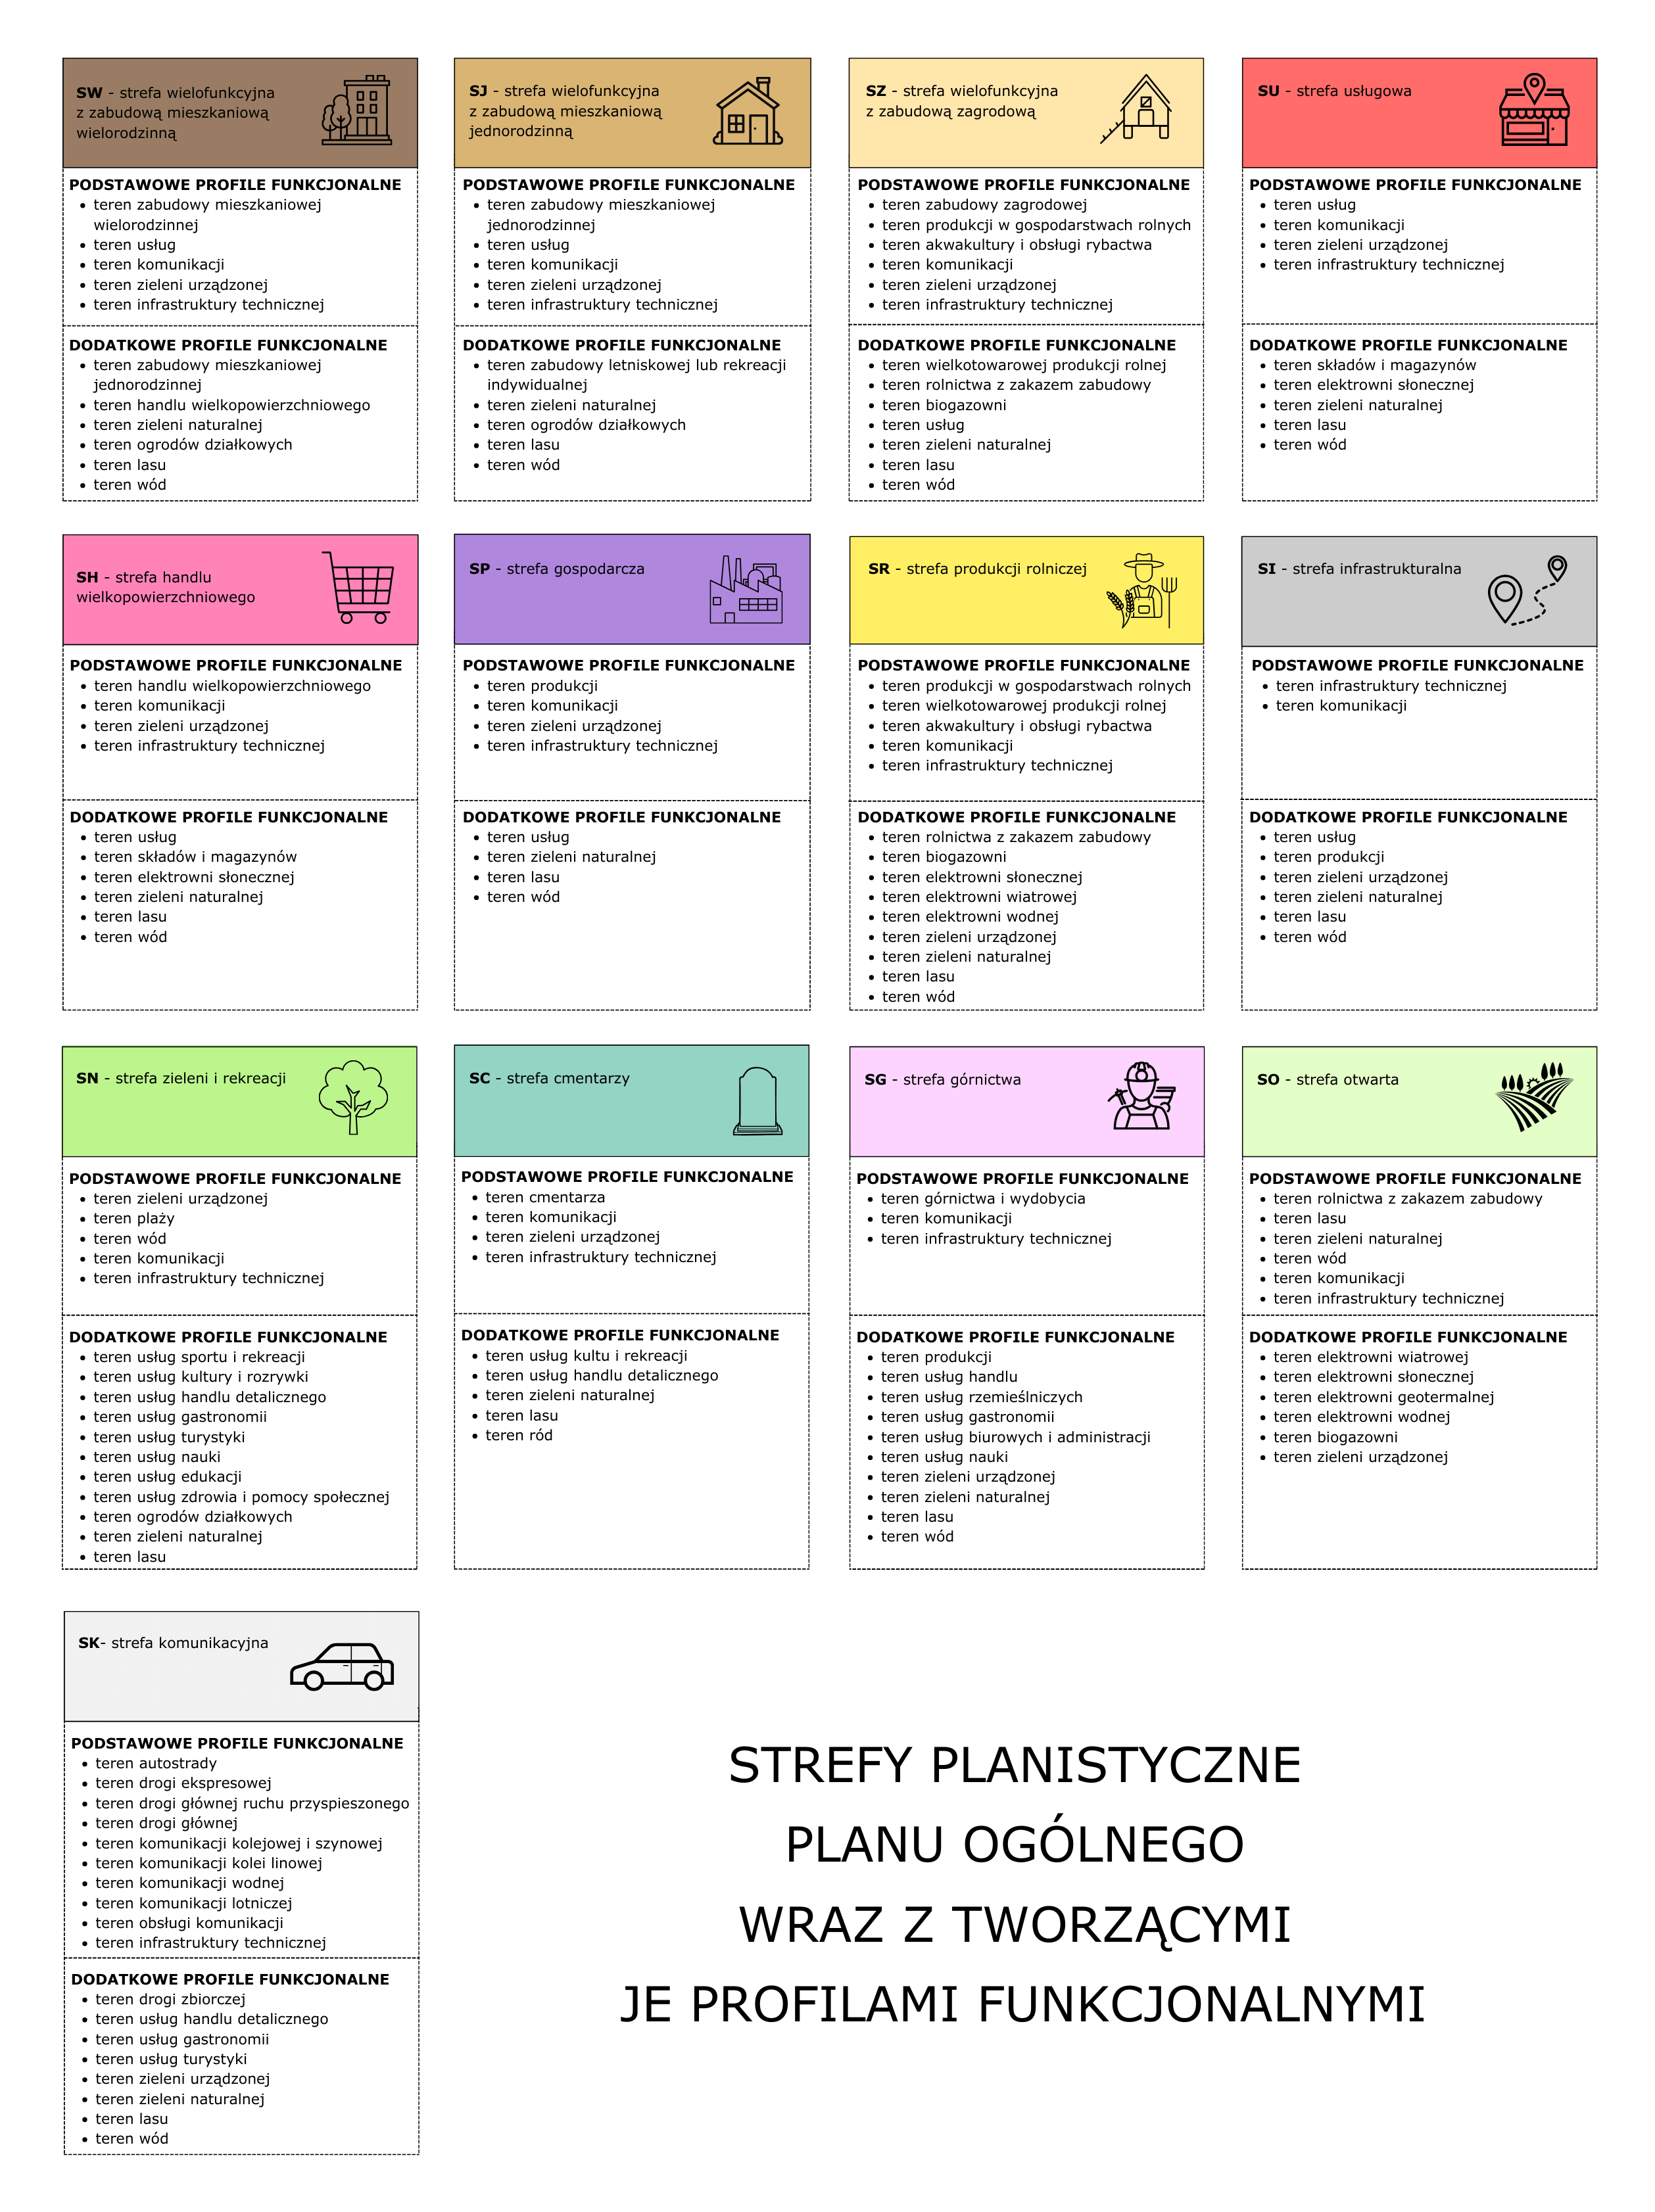 SW - strefa wielofunkcyjna
z zabudową mieszkaniową
wielorodzinną
PODSTAWOWE PROFILE FUNKCJONALNE
• teren zabudowy mieszkaniowej
wielorodzinnej
• teren usług
• teren komunikacji
• teren zieleni urządzonej
• teren infrastruktury technicznej
DODATKOWE PROFILE FUNKCJONALNE
• teren zabudowy mieszkaniowej
jednorodzinnej
• teren handlu wielkopowierzchniowego
• teren zieleni naturalnej
• teren ogrodów działkowych
• teren lasu
• teren wód
SJ - strefa wielofunkcyjna
z zabudową mieszkaniową
jednorodzinną
PODSTAWOWE PROFILE FUNKCJONALNE
• teren zabudowy mieszkaniowej
jednorodzinnej
• teren usług
• teren komunikacji
• teren zieleni urządzonej
• teren infrastruktury technicznej
DODATKOWE PROFILE FUNKCJONALNE
• teren zabudowy letniskowej lub rekreacji
indywidualnej
• teren zieleni naturalnej
• teren ogrodów działkowych
• teren lasu
• teren wód
SZ - strefa wielofunkcyjna
z zabudową zagrodową
PODSTAWOWE PROFILE FUNKCJONALNE
• teren zabudowy zagrodowej
• teren produkcji w gospodarstwach rolnych
• teren akwakultury i obsługi rybactwa
• teren komunikacji
• teren zieleni urządzonej
• teren infrastruktury technicznej
DODATKOWE PROFILE FUNKCJONALNE
• teren wielkotowarowej produkcji rolnej
• teren rolnictwa z zakazem zabudowy
• teren biogazowni
• teren usług
• teren zieleni naturalnej
• teren lasu
• teren wód
SU - strefa usługowa
PODSTAWOWE PROFILE FUNKCJONALNE
• teren usług
• teren komunikacji
• teren zieleni urządzonej
• teren infrastruktury technicznej
DODATKOWE PROFILE FUNKCJONALNE
• teren składów i magazynów
• teren elektrowni słonecznej
• teren zieleni naturalnej
• teren lasu
• teren wód
SH - strefa handlu
wielkopowierzchniowego
PODSTAWOWE PROFILE FUNKCJONALNE
• teren handlu wielkopowierzchniowego
• teren komunikacji
• teren zieleni urządzonej
• teren infrastruktury technicznej
DODATKOWE PROFILE FUNKCJONALNE
• teren usług
• teren składów i magazynów
• teren elektrowni słonecznej
• teren zieleni naturalnej
• teren lasu
• teren wód
SP - strefa gospodarcza
PODSTAWOWE PROFILE FUNKCJONALNE
• teren produkcji
• teren komunikacji
• teren zieleni urządzonej
• teren infrastruktury technicznej
DODATKOWE PROFILE FUNKCJONALNE
• teren usług
• teren zieleni naturalnej
• teren lasu
• teren wód
SR - strefa produkcji rolniczej
PODSTAWOWE PROFILE FUNKCJONALNE
• teren produkcji w gospodarstwach rolnych
• teren wielkotowarowej produkcji rolnej
• teren akwakultury i obsługi rybactwa
• teren komunikacji
• teren infrastruktury technicznej
DODATKOWE PROFILE FUNKCJONALNE
• teren rolnictwa z zakazem zabudowy
• teren biogazowni
• teren elektrowni słonecznej
• teren elektrowni wiatrowej
• teren elektrowni wodnej
• teren zieleni urządzonej
• teren zieleni naturalnej
• teren lasu
• teren wód
SI - strefa infrastrukturalna
PODSTAWOWE PROFILE FUNKCJONALNE
• teren infrastruktury technicznej
• teren komunikacji
DODATKOWE PROFILE FUNKCJONALNE
• teren usług
• teren produkcji
• teren zieleni urządzonej
• teren zieleni naturalnej
• teren lasu
• teren wód
SN - strefa zieleni i rekreacji
PODSTAWOWE PROFILE FUNKCJONALNE
• teren zieleni urządzonej
• teren plaży
• teren wód
• teren komunikacji
• teren infrastruktury technicznej
DODATKOWE PROFILE FUNKCJONALNE
• teren usług sportu i rekreacji
• teren usług kultury i rozrywki
• teren usług handlu detalicznego
• teren usług gastronomii
• teren usług turystyki
• teren usług nauki
• teren usług edukacji
• teren usług zdrowia i pomocy społecznej
• teren ogrodów działkowych
• teren zieleni naturalnej
• teren lasu
SC - strefa cmentarzy
PODSTAWOWE PROFILE FUNKCJONALNE
• teren cmentarza
• teren komunikacji
• teren zieleni urządzonej
• teren infrastruktury technicznej
DODATKOWE PROFILE FUNKCJONALNE
• teren usług kultu i rekreacji
• teren usług handlu detalicznego
• teren zieleni naturalnej
• teren lasu
• teren ród
SG - strefa górnictwa
PODSTAWOWE PROFILE FUNKCJONALNE
• teren górnictwa i wydobycia
• teren komunikacji
• teren infrastruktury technicznej
DODATKOWE PROFILE FUNKCJONALNE
• teren produkcji
• teren usług handlu
• teren usług rzemieślniczych
• teren usług gastronomii
• teren usług biurowych i administracji
• teren usług nauki
• teren zieleni urządzonej
• teren zieleni naturalnej
• teren lasu
• teren wód
SO - strefa otwarta
PODSTAWOWE PROFILE FUNKCJONALNE
• teren rolnictwa z zakazem zabudowy
• teren lasu
• teren zieleni naturalnej
• teren wód
• teren komunikacji
• teren infrastruktury technicznej
DODATKOWE PROFILE FUNKCJONALNE
• teren elektrowni wiatrowej
• teren elektrowni słonecznej
• teren elektrowni geotermalnej
• teren elektrowni wodnej
• teren biogazowni
• teren zieleni urządzonej
SK- strefa komunikacyjna
PODSTAWOWE PROFILE FUNKCJONALNE
• teren autostrady
• teren drogi ekspresowej
• teren drogi głównej ruchu przyspieszonego
• teren drogi głównej
• teren komunikacji kolejowej i szynowej
• teren komunikacji kolei linowej
• teren komunikacji wodnej
• teren komunikacji lotniczej
• teren obsługi komunikacji
• teren infrastruktury technicznej
DODATKOWE PROFILE FUNKCJONALNE
• teren drogi zbiorczej
• teren usług handlu detalicznego
• teren usług gastronomii
• teren usług turystyki
• teren zieleni urządzonej
• teren zieleni naturalnej
• teren lasu
• teren wód
STREFY PLANISTYCZNE
PLANU OGÓLNEGO
WRAZ Z TWORZĄCYMI
JE PROFILAMI FUNKCJONALNYMI